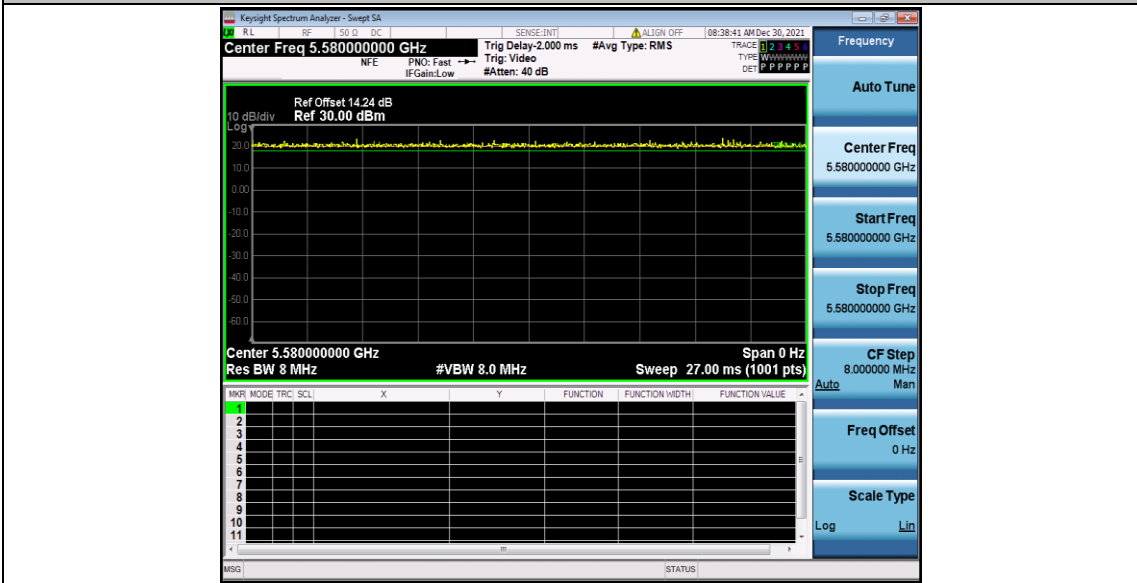 Keysight Spectrum Analyzer - Swept SA
RL RF 50 Ω DC SENSE:INT ALIGN OFF 08:38:41 AM Dec 30, 2021
Center Freq 5.580000000 GHz
NFE
PNO: Fast
IFGain:Low
Trig Delay-2.000 ms
Trig: Video
#Atten: 40 dB
#Avg Type: RMS
TRACE 1 2 3 4 5 6
TYPE WWWWWW
DET P P P P P P
Ref Offset 14.24 dB
10 dB/div Ref 30.00 dBm
Log
20.0
10.0
0.00
-10.0
-20.0
-30.0
-40.0
-50.0
-60.0
Center 5.580000000 GHz Span 0 Hz
Res BW 8 MHz #VBW 8.0 MHz Sweep 27.00 ms (1001 pts)
MKR MODE TRC SCL X Y FUNCTION FUNCTION WIDTH FUNCTION VALUE
1
2
3
4
5
6
7
8
9
10
11
MSG STATUS
Frequency
Auto Tune
Center Freq
5.580000000 GHz
Start Freq
5.580000000 GHz
Stop Freq
5.580000000 GHz
CF Step
8.000000 MHz
Auto Man
Freq Offset
0 Hz
Scale Type
Log Lin